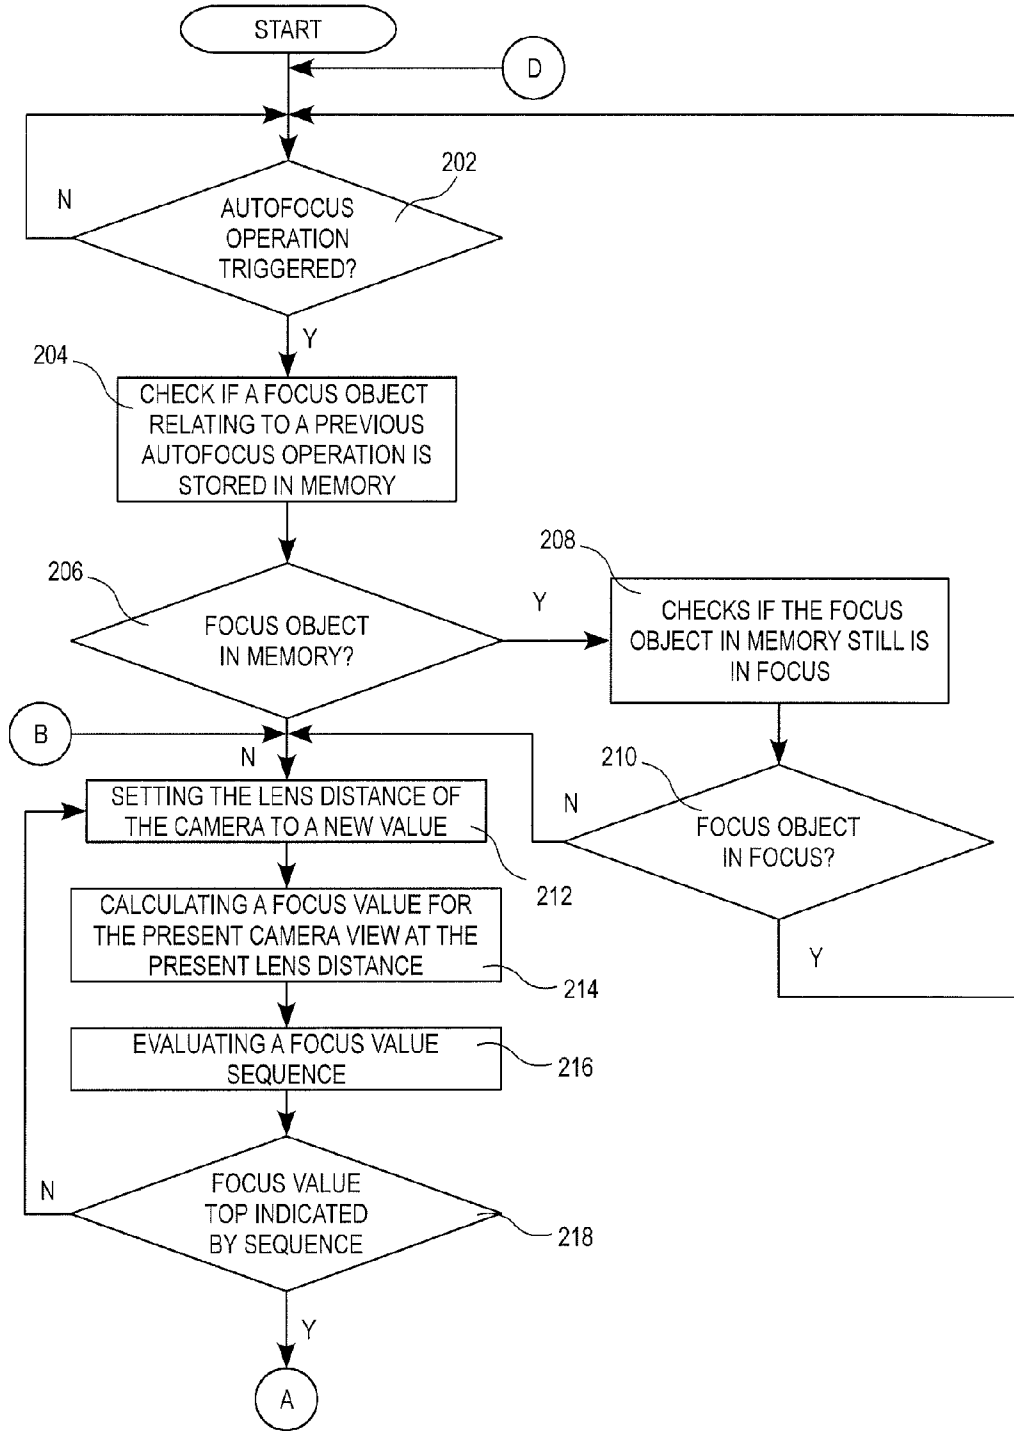 START
D
202
N
AUTOFOCUS
OPERATION
TRIGGERED?
Y
204
CHECK IF A FOCUS OBJECT
RELATING TO A PREVIOUS
AUTOFOCUS OPERATION IS
STORED IN MEMORY
206
FOCUS OBJECT
IN MEMORY?
Y
208
CHECKS IF THE FOCUS
OBJECT IN MEMORY STILL IS
IN FOCUS
B
N
210
N
FOCUS OBJECT
IN FOCUS?
Y
SETTING THE LENS DISTANCE OF
THE CAMERA TO A NEW VALUE
212
CALCULATING A FOCUS VALUE FOR
THE PRESENT CAMERA VIEW AT THE
PRESENT LENS DISTANCE
214
EVALUATING A FOCUS VALUE
SEQUENCE
216
N
FOCUS VALUE
TOP INDICATED
BY SEQUENCE
218
Y
A